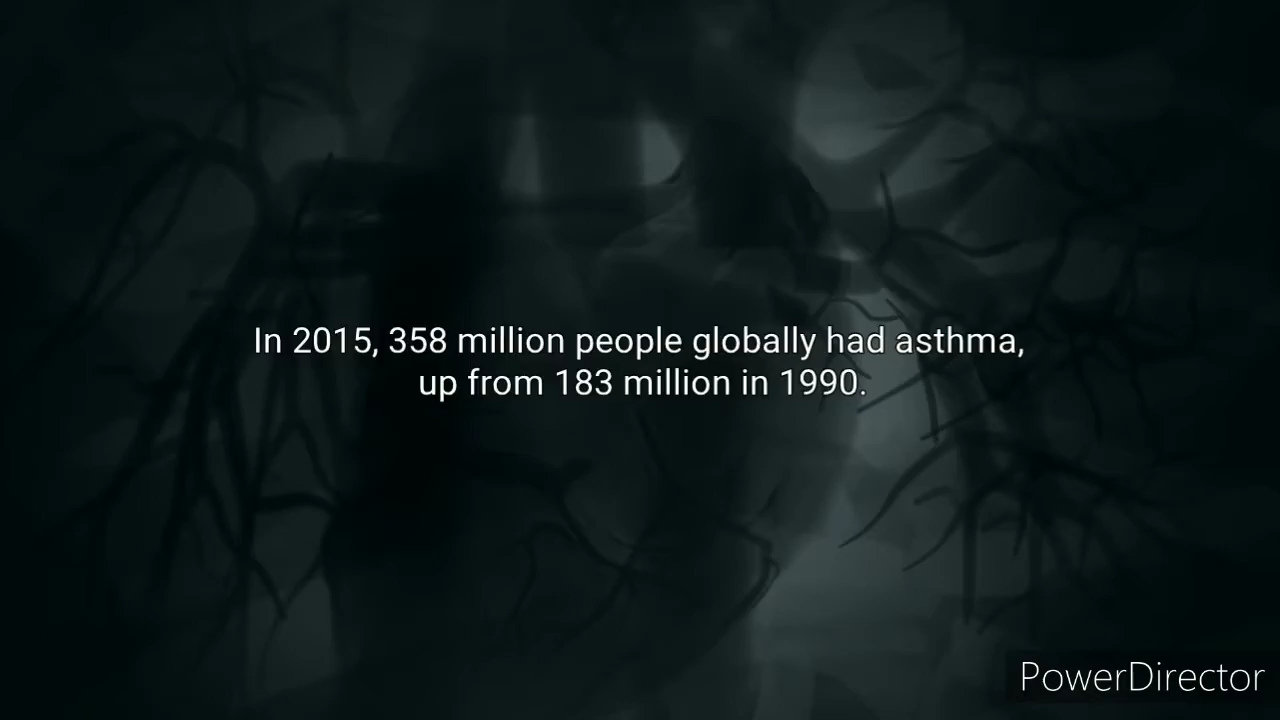 In 2015, 358 million people globally had asthma,
up from 183 million in 1990.
PowerDirector